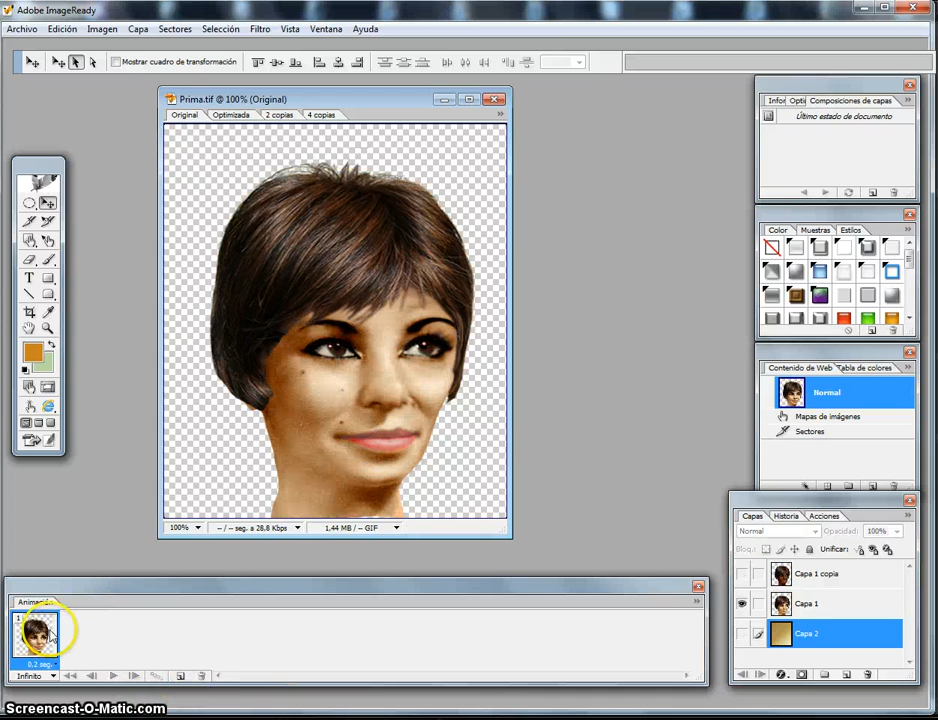 Adobe ImageReady
Archivo Edición Imagen Capa Sectores Selección Filtro Vista Ventana Ayuda
Mostrar cuadro de transformación
Prima.tif @ 100% (Original)
Original Optimizada 2 copias 4 copias
100% -- / -- seg. a 28.8 Kbps 1,44 MB / -- GIF
Infor Opti Composiciones de capas
Último estado de documento
Color Muestras Estilos
Contenido de Web Tabla de colores
Normal
Mapas de imágenes
Sectores
Capas Historia Acciones
Normal Opacidad: 100%
Bloq.: Unificar:
Capa 1 copia
Capa 1
Capa 2
Animación
1
0,2 seg.
Infinito
Screencast-O-Matic.com